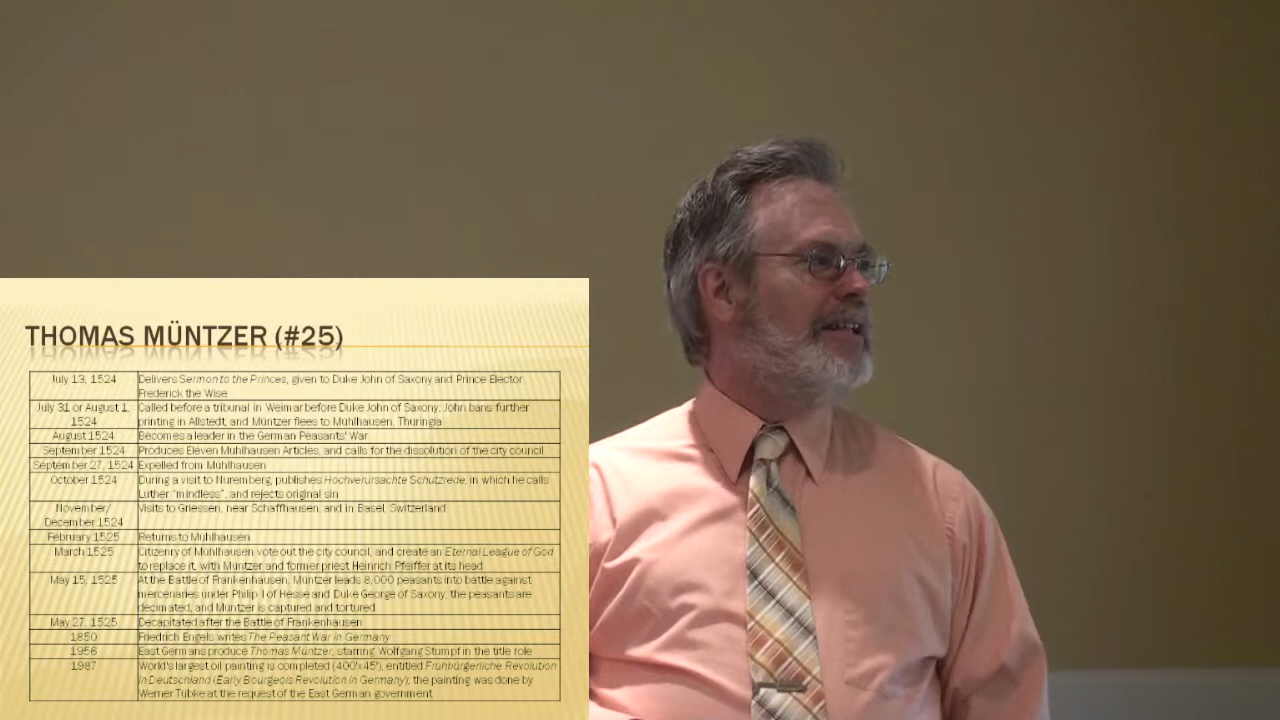 THOMAS MÜNTZER (#25)
July 13, 1524 Delivers Sermon to the Princes, given to Duke John of Saxony and Prince Elector
Frederick the Wise
July 31 or August 1, Called before a tribunal in Weimar before Duke John of Saxony; John bans further
1524 printing in Allstedt, and Müntzer flees to Mühlhausen, Thuringia
August 1524 Becomes a leader in the German Peasants' War
September 1524 Produces Eleven Muhlhausen Articles, and calls for the dissolution of the city council
September 27, 1524 Expelled from Mühlhausen
October 1524 During a visit to Nuremberg, publishes Hochverursachte Schutzrede, in which he calls
Luther "mindless", and rejects original sin
November/ Visits to Griessen, near Schaffhausen, and in Basel, Switzerland
December 1524
February 1525 Returns to Mühlhausen
March 1525 Citizenry of Mühlhausen vote out the city council, and create an Eternal League of God
to replace it, with Müntzer and former priest Heinrich Pfeiffer at its head
May 15, 1525 At the Battle of Frankenhausen, Müntzer leads 8,000 peasants into battle against
mercenaries under Philip I of Hesse and Duke George of Saxony; the peasants are
decimated, and Müntzer is captured and tortured
May 27, 1525 Decapitated after the Battle of Frankenhausen
1850 Friedrich Engels writes The Peasant War in Germany
1956 East Germans produce Thomas Müntzer, starring Wolfgang Stumpf in the title role
1987 World's largest oil painting is completed (400'x45'), entitled Frühbürgerliche Revolution
in Deutschland (Early Bourgeois Revolution in Germany); the painting was done by
Werner Tübke at the request of the East German government